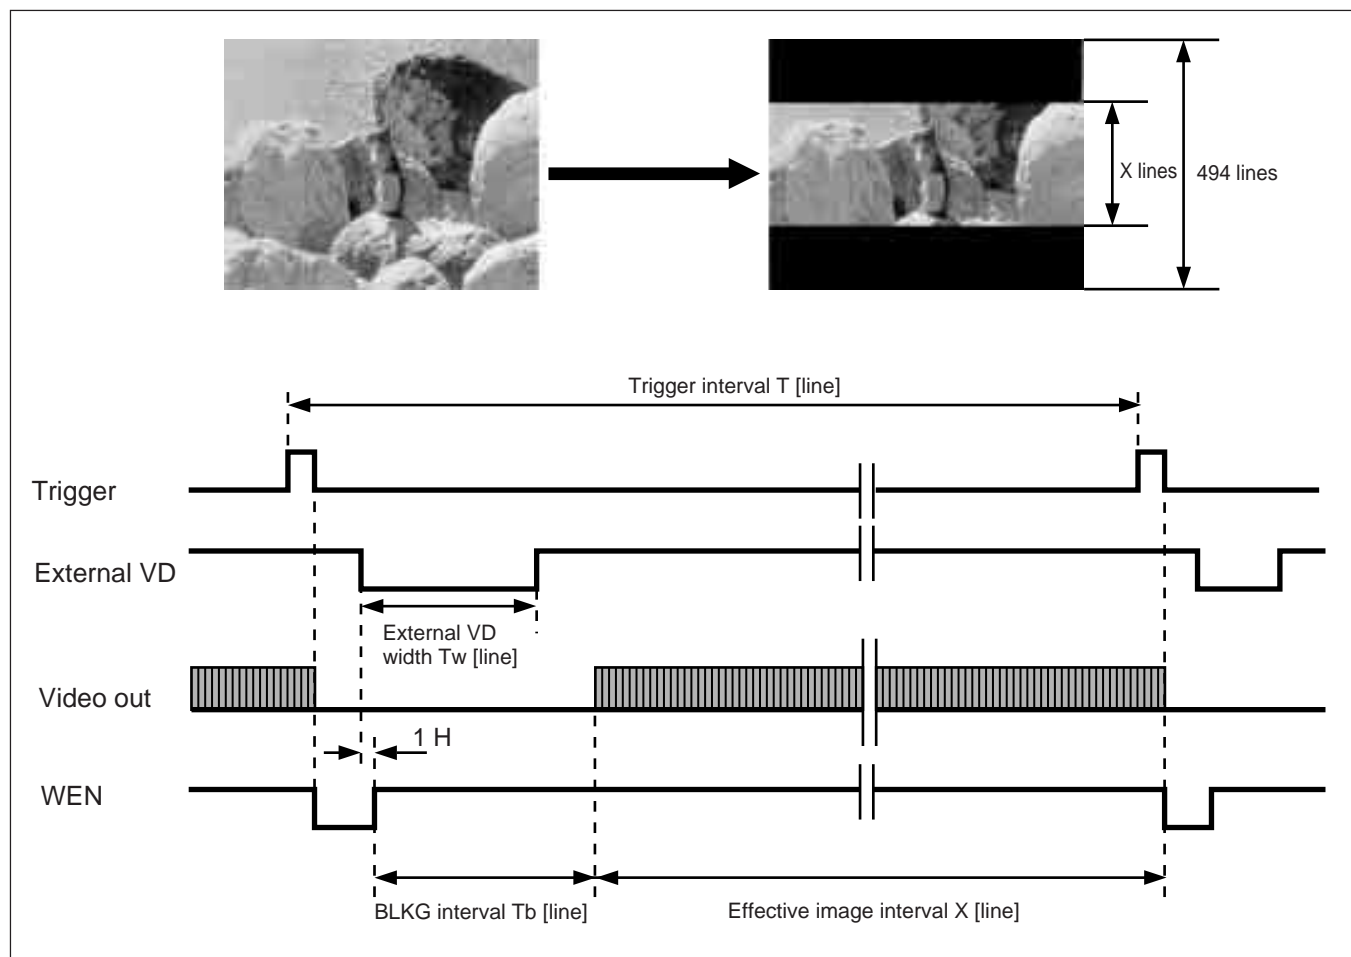 X lines
494 lines
Trigger interval T [line]
Trigger
External VD
External VD
width Tw [line]
Video out
1 H
WEN
BLKG interval Tb [line]
Effective image interval X [line]